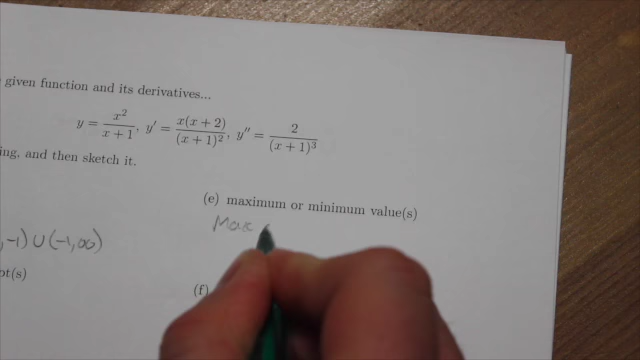 given function and its derivatives...
y = x²/(x + 1), y′ = x(x + 2)/(x + 1)², y″ = 2/(x + 1)³
ing, and then sketch it.
(e) maximum or minimum value(s)
Max
, -1) ∪ (-1, ∞)
pt(s)
(f)